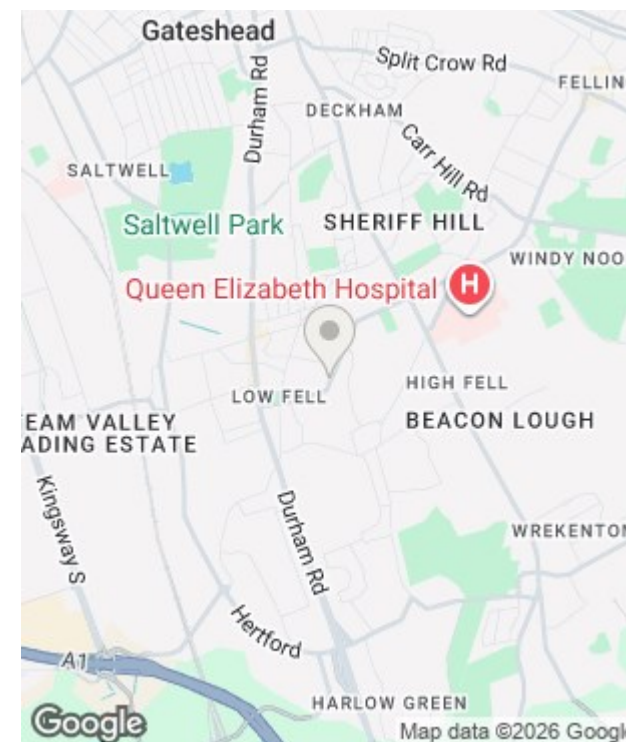 Gateshead
Durham Rd
Split Crow Rd
FELLIN
DECKHAM
Carr Hill Rd
SALTWELL
Saltwell Park
SHERIFF HILL
WINDY NOO
Queen Elizabeth Hospital
H
LOW FELL
HIGH FELL
EAM VALLEY
ADING ESTATE
BEACON LOUGH
Kingsway S
Durham Rd
WREKENTON
Hertford
A1
HARLOW GREEN
Google
Map data ©2026 Google